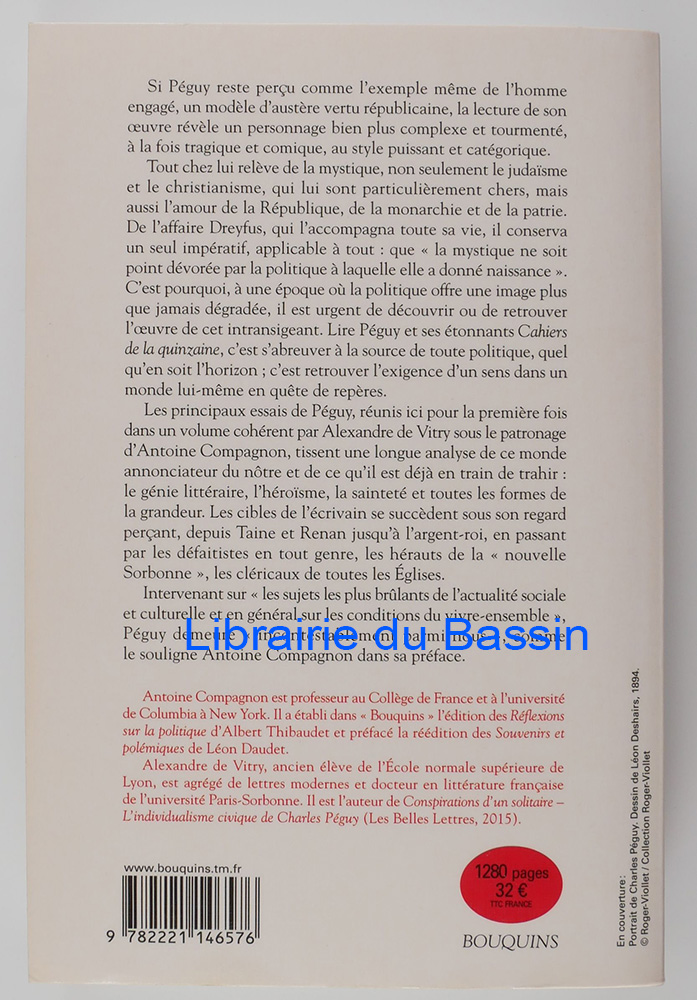 Si Péguy reste perçu comme l'exemple même de l'homme
engagé, un modèle d'austère vertu républicaine, la lecture de son
œuvre révèle un personnage bien plus complexe et tourmenté,
à la fois tragique et comique, au style puissant et catégorique.
Tout chez lui relève de la mystique, non seulement le judaïsme
et le christianisme, qui lui sont particulièrement chers, mais
aussi l'amour de la République, de la monarchie et de la patrie.
De l'affaire Dreyfus, qui l'accompagna toute sa vie, il conserva
un seul impératif, applicable à tout : que « la mystique ne soit
point dévorée par la politique à laquelle elle a donné naissance ».
C'est pourquoi, à une époque où la politique offre une image plus
que jamais dégradée, il est urgent de découvrir ou de retrouver
l'œuvre de cet intransigeant. Lire Péguy et ses étonnants Cahiers
de la quinzaine, c'est s'abreuver à la source de toute politique, quel
qu'en soit l'horizon ; c'est retrouver l'exigence d'un sens dans un
monde lui-même en quête de repères.
Les principaux essais de Péguy, réunis ici pour la première fois
dans un volume cohérent par Alexandre de Vitry sous le patronage
d'Antoine Compagnon, tissent une longue analyse de ce monde
annonciateur du nôtre et de ce qu'il est déjà en train de trahir :
le génie littéraire, l'héroïsme, la sainteté et toutes les formes de
la grandeur. Les cibles de l'écrivain se succèdent sous son regard
perçant, depuis Taine et Renan jusqu'à l'argent-roi, en passant
par les défaitistes en tout genre, les hérauts de la « nouvelle
Sorbonne », les cléricaux de toutes les Églises.
Intervenant sur « les sujets les plus brûlants de l'actualité sociale
et culturelle et en général sur les conditions du vivre-ensemble »,
Péguy demeure « incontestablement parmi nous », comme
le souligne Antoine Compagnon dans sa préface.
Librairie du Bassin
Antoine Compagnon est professeur au Collège de France et à l'université
de Columbia à New York. Il a établi dans « Bouquins » l'édition des Réflexions
sur la politique d'Albert Thibaudet et préfacé la réédition des Souvenirs et
polémiques de Léon Daudet.
Alexandre de Vitry, ancien élève de l'École normale supérieure de
Lyon, est agrégé de lettres modernes et docteur en littérature française
de l'université Paris-Sorbonne. Il est l'auteur de Conspirations d'un solitaire –
L'individualisme civique de Charles Péguy (Les Belles Lettres, 2015).
www.bouquins.tm.fr
9 782221 146576
1280 pages
32 €
TTC FRANCE
BOUQUINS
En couverture :
Portrait de Charles Péguy. Dessin de Léon Deshairs, 1894.
© Roger-Viollet / Collection Roger-Viollet